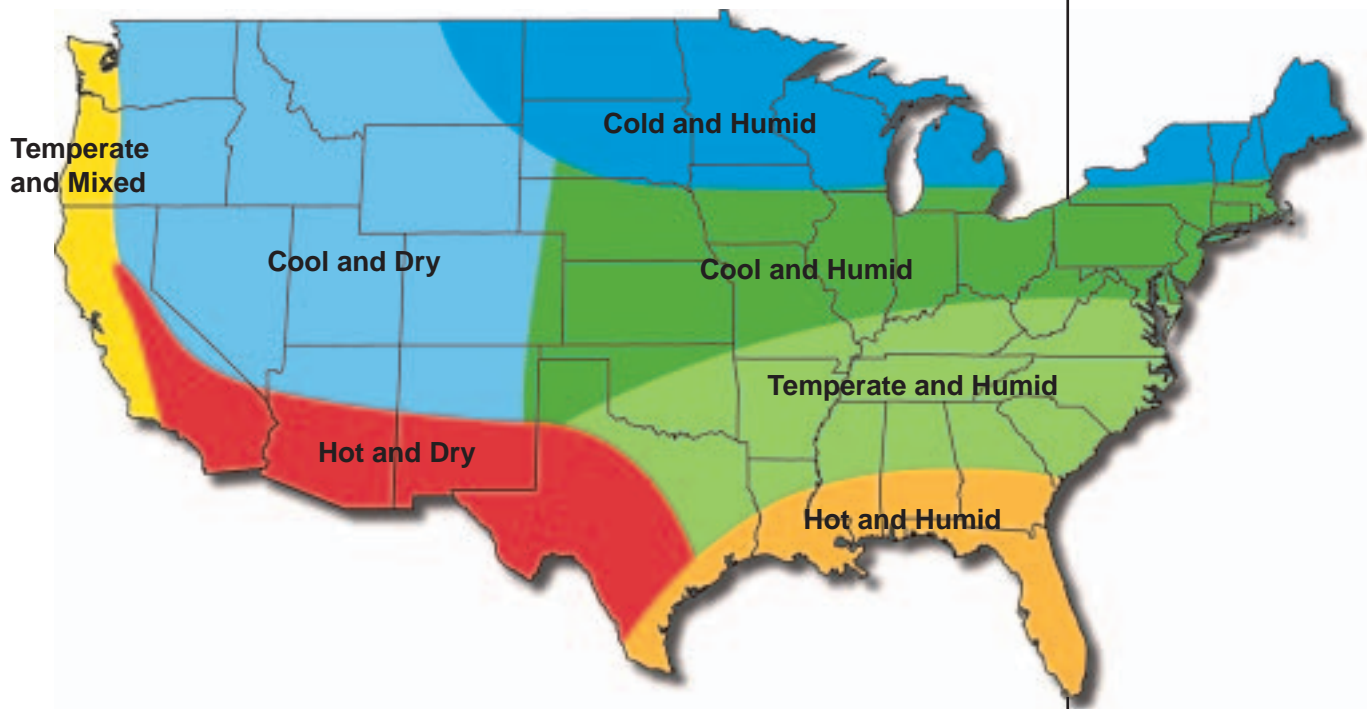 Cold and Humid
Temperate
and Mixed
Cool and Dry
Cool and Humid
Temperate and Humid
Hot and Dry
Hot and Humid